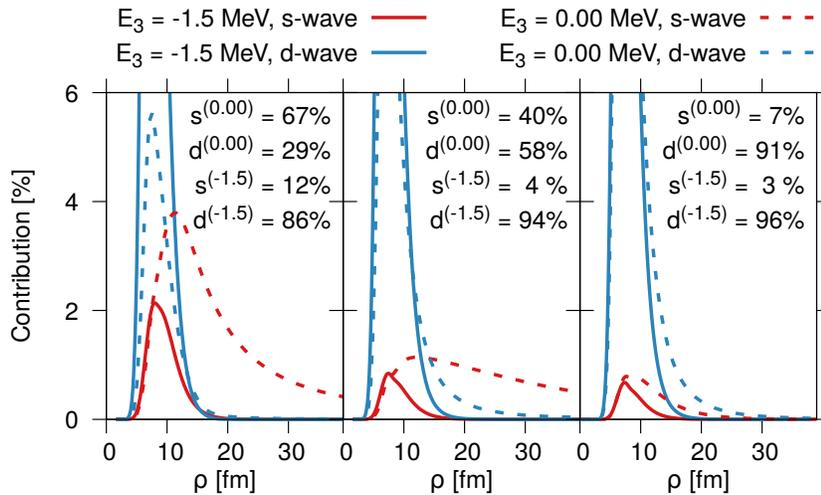 E3 = -1.5 MeV, s-wave
E3 = -1.5 MeV, d-wave
E3 = 0.00 MeV, s-wave
E3 = 0.00 MeV, d-wave
Contribution [%]
6
4
2
0
s(0.00) = 67%
d(0.00) = 29%
s(-1.5) = 12%
d(-1.5) = 86%
s(0.00) = 40%
d(0.00) = 58%
s(-1.5) = 4 %
d(-1.5) = 94%
s(0.00) = 7%
d(0.00) = 91%
s(-1.5) = 3 %
d(-1.5) = 96%
0 10 20 30
0 10 20 30
0 10 20 30
ρ [fm]
ρ [fm]
ρ [fm]